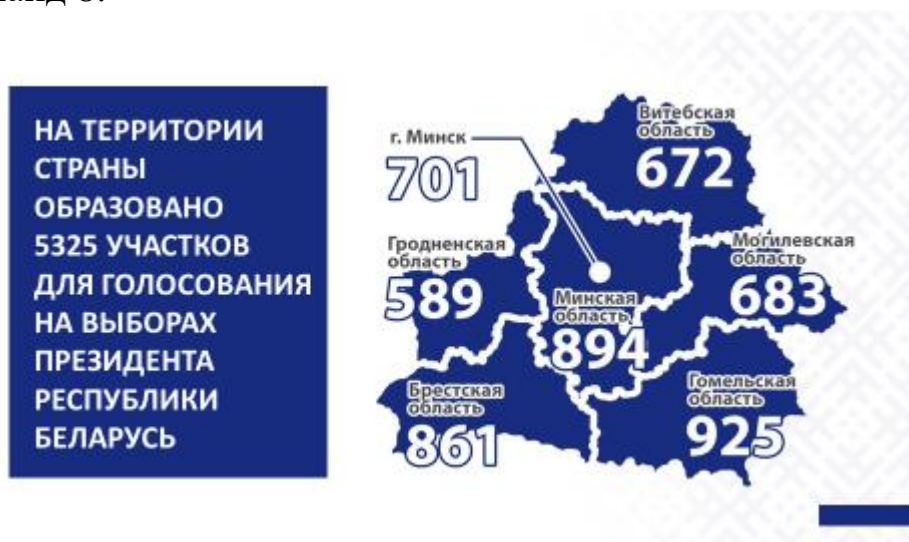 НА ТЕРРИТОРИИ
СТРАНЫ
ОБРАЗОВАНО
5325 УЧАСТКОВ
ДЛЯ ГОЛОСОВАНИЯ
НА ВЫБОРАХ
ПРЕЗИДЕНТА
РЕСПУБЛИКИ
БЕЛАРУСЬ
г. Минск
701
Витебская
область
672
Гродненская
область
589
Могилевская
область
683
Минская
область
894
Брестская
область
861
Гомельская
область
925